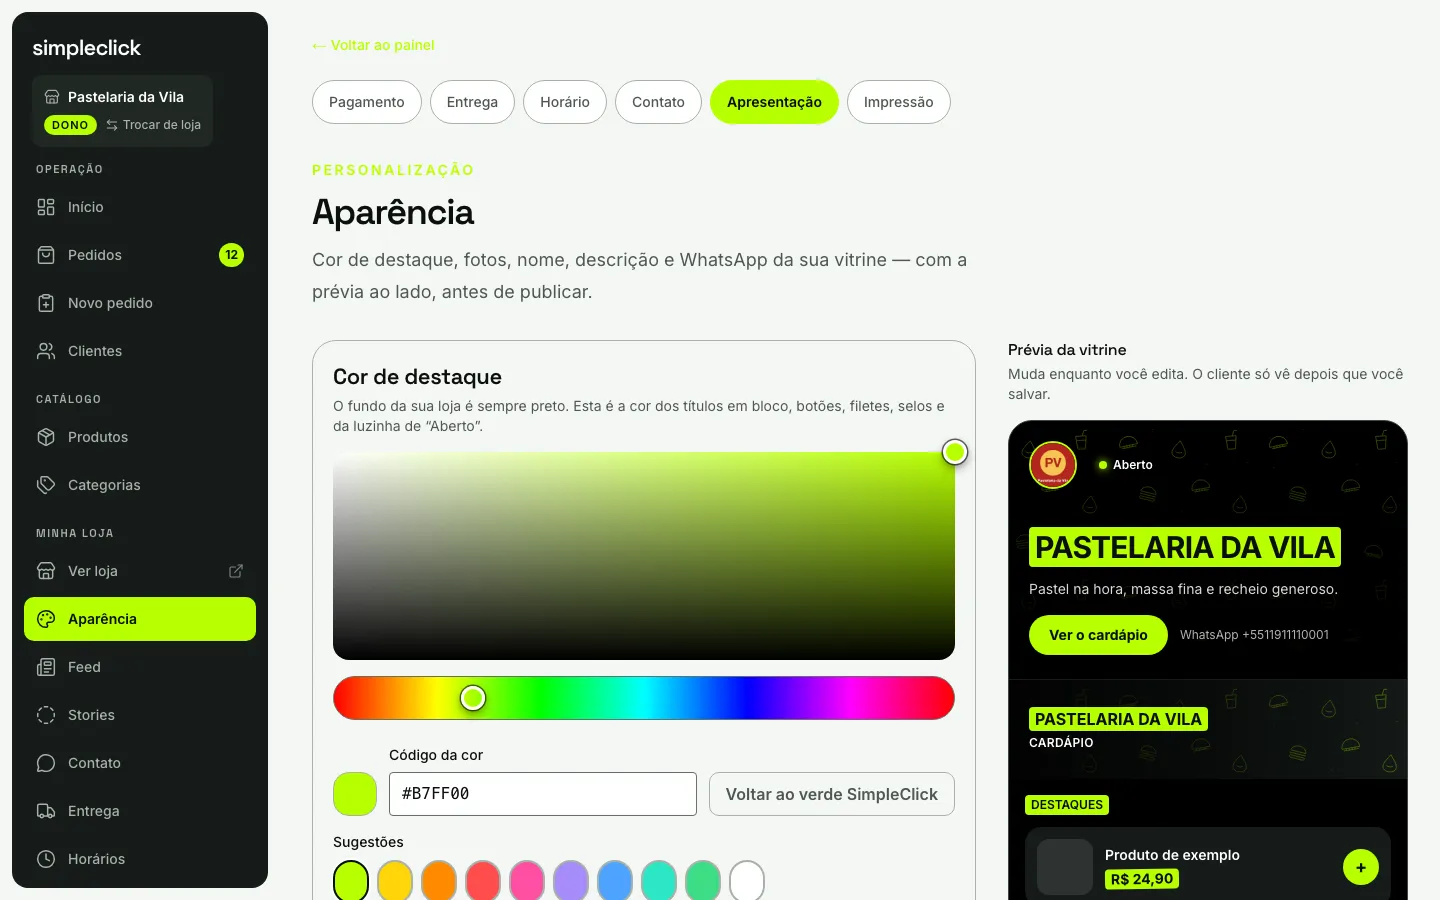 simpleclick
Pastelaria da Vila
DONO
Trocar de loja
OPERAÇÃO
Início
Pedidos
12
Novo pedido
Clientes
CATÁLOGO
Produtos
Categorias
MINHA LOJA
Ver loja
Aparência
Feed
Stories
Contato
Entrega
Horários
← Voltar ao painel
Pagamento
Entrega
Horário
Contato
Apresentação
Impressão
PERSONALIZAÇÃO
Aparência
Cor de destaque, fotos, nome, descrição e WhatsApp da sua vitrine — com a
prévia ao lado, antes de publicar.
Cor de destaque
O fundo da sua loja é sempre preto. Esta é a cor dos títulos em bloco, botões, filetes, selos e
da luzinha de “Aberto”.
Código da cor
#B7FF00
Voltar ao verde SimpleClick
Sugestões
Prévia da vitrine
Muda enquanto você edita. O cliente só vê depois que você
salvar.
PV
Pastelaria da Vila
Aberto
PASTELARIA DA VILA
Pastel na hora, massa fina e recheio generoso.
Ver o cardápio
WhatsApp +5511911110001
PASTELARIA DA VILA
CARDÁPIO
DESTAQUES
Produto de exemplo
R$ 24,90
+